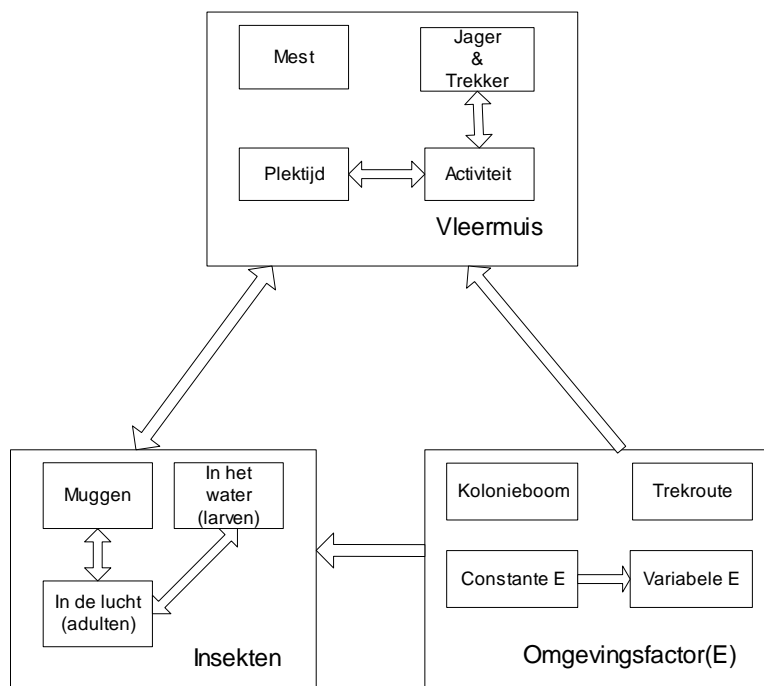 Mest
Jager
&
Trekker
Plektijd
Activiteit
Vleermuis
Muggen
In het
water
(larven)
In de lucht
(adulten)
Insekten
Kolonieboom
Trekroute
Constante E
Variabele E
Omgevingsfactor(E)